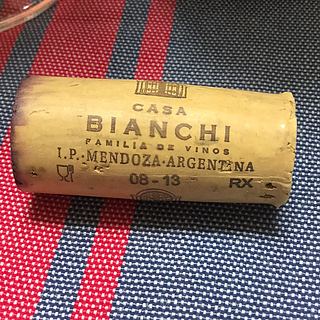 CASA
BIANCHI
FAMILIA DE VINOS
I.P.·MENDOZA·ARGENTINA
08-13 RX